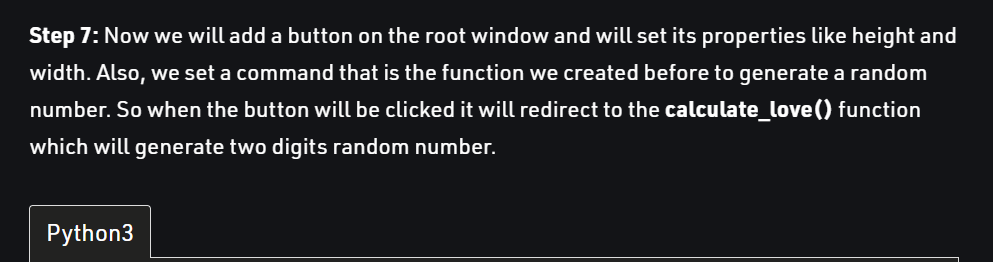 Step 7: Now we will add a button on the root window and will set its properties like height and
width. Also, we set a command that is the function we created before to generate a random
number. So when the button will be clicked it will redirect to the calculate_love() function
which will generate two digits random number.
Python3